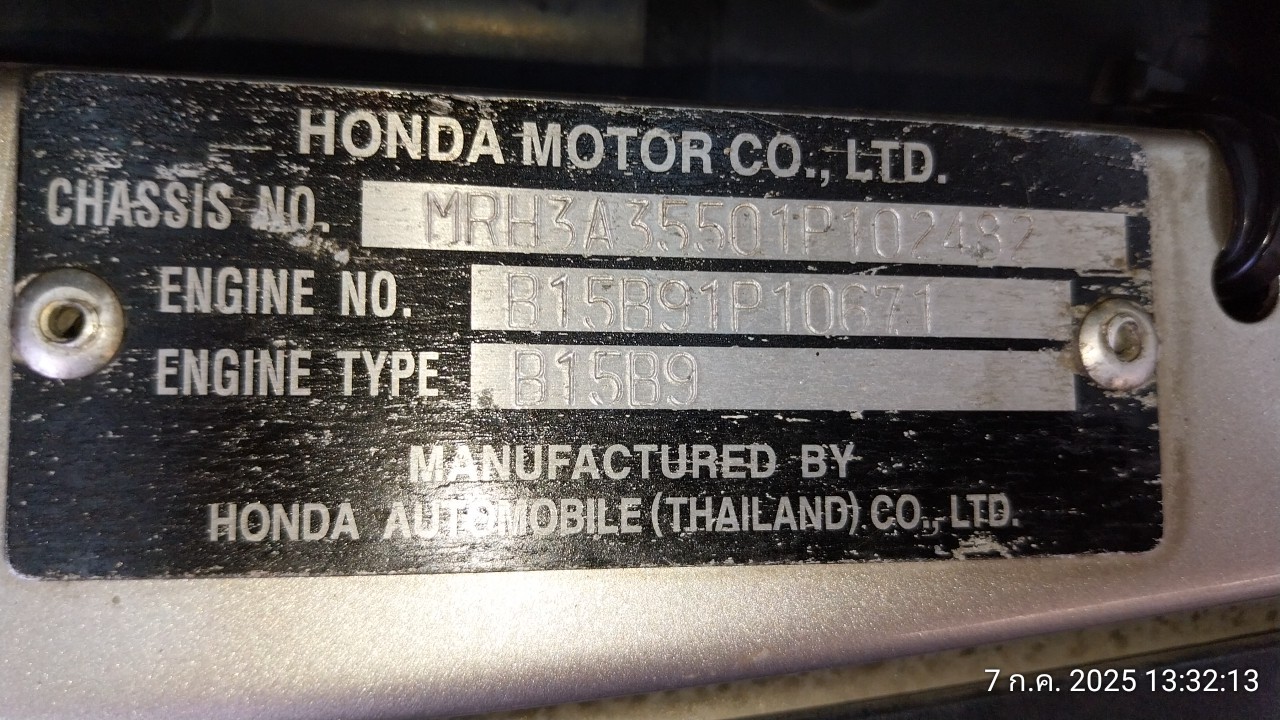 HONDA MOTOR CO., LTD.
CHASSIS NO. MRH3A35501P102432
ENGINE NO. B15B91P10671
ENGINE TYPE B15B9
MANUFACTURED BY
HONDA AUTOMOBILE (THAILAND) CO., LTD.
7 ก.ค. 2025 13:32:13